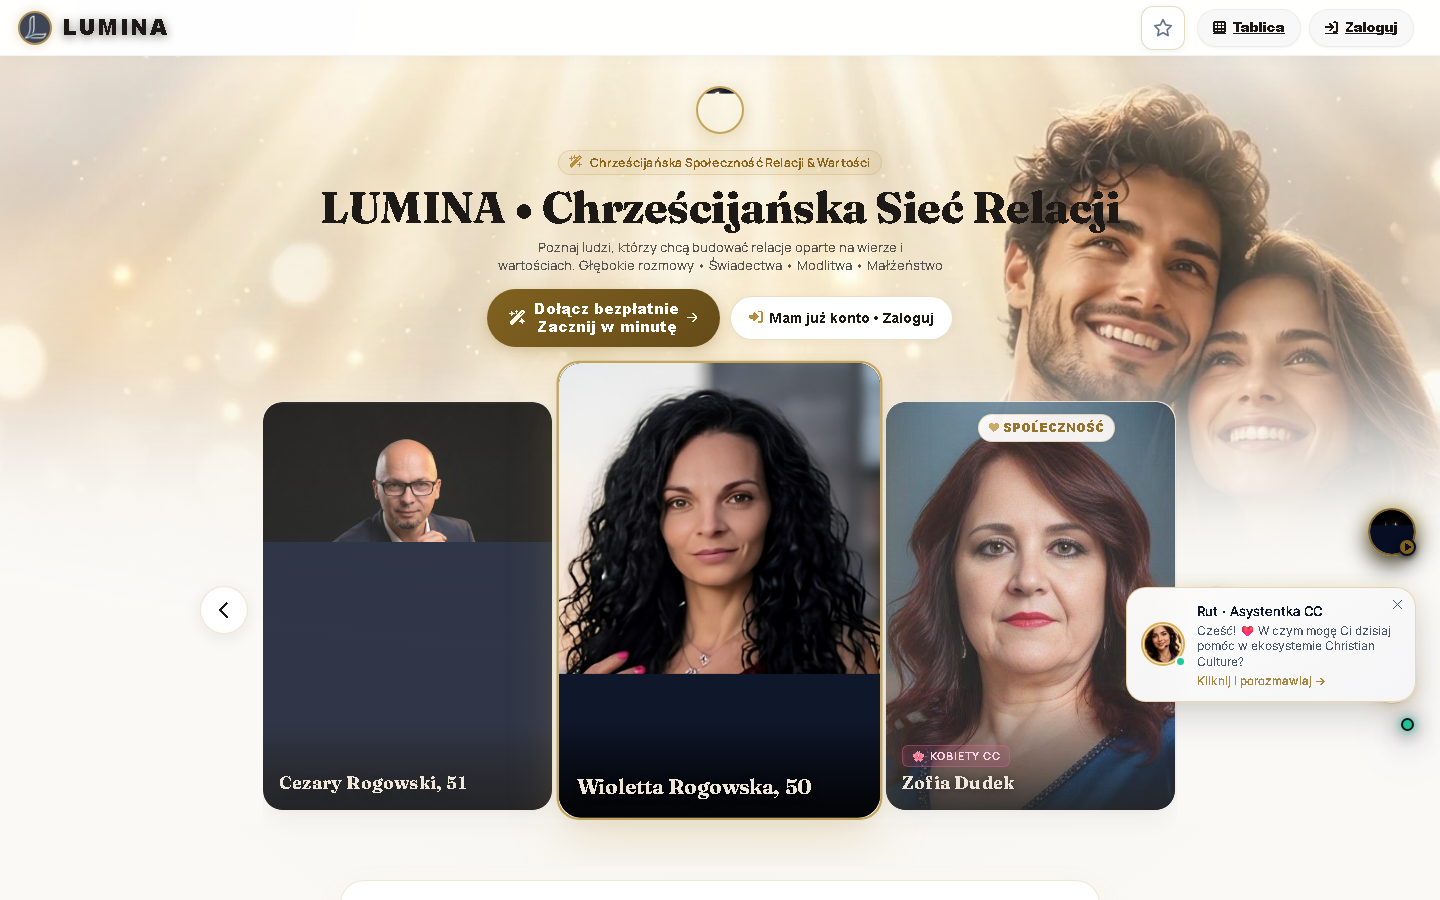 LUMINA
Tablica
Zaloguj
Chrześcijańska Społeczność Relacji & Wartości
LUMINA • Chrześcijańska Sieć Relacji
Poznaj ludzi, którzy chcą budować relacje oparte na wierze i
wartościach. Głębokie rozmowy • Świadectwa • Modlitwa • Małżeństwo
Dołącz bezpłatnie
Zacznij w minutę
Mam już konto • Zaloguj
SPOŁECZNOŚĆ
Cezary Rogowski, 51
Wioletta Rogowska, 50
KOBIETY CC
Zofia Dudek
Rut · Asystentka CC
Cześć! ❤️ W czym mogę Ci dzisiaj
pomóc w ekosystemie Christian
Culture?
Kliknij i porozmawiaj →